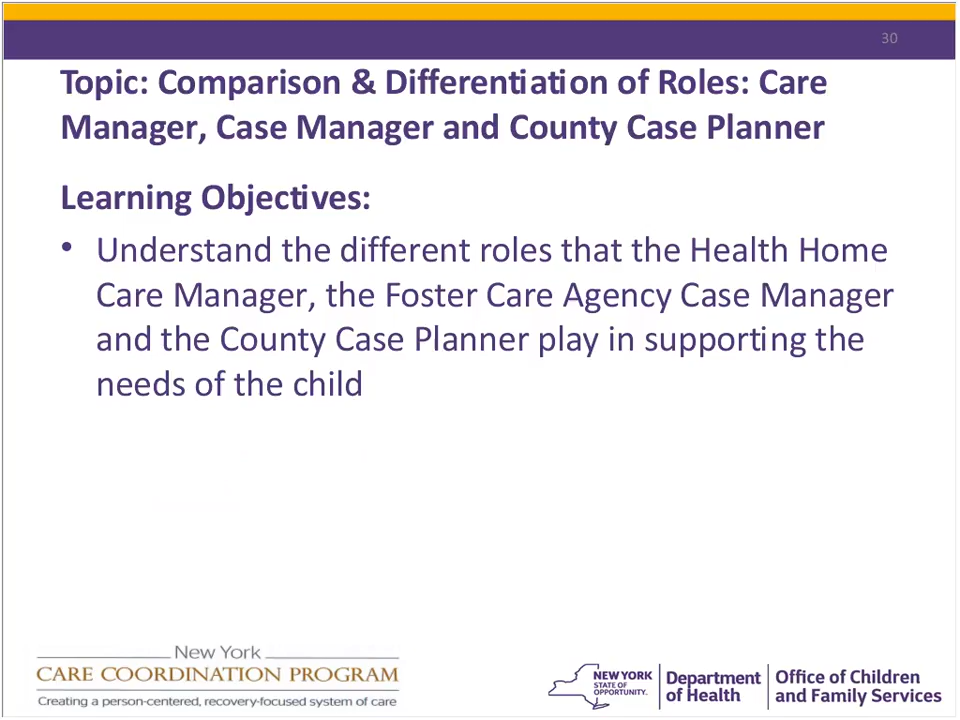 30
Topic: Comparison & Differentiation of Roles: Care
Manager, Case Manager and County Case Planner
Learning Objectives:
• Understand the different roles that the Health Home
Care Manager, the Foster Care Agency Case Manager
and the County Case Planner play in supporting the
needs of the child
New York
CARE COORDINATION PROGRAM
Creating a person-centered, recovery-focused system of care
NEW YORK
STATE OF
OPPORTUNITY.
Department
of Health
Office of Children
and Family Services